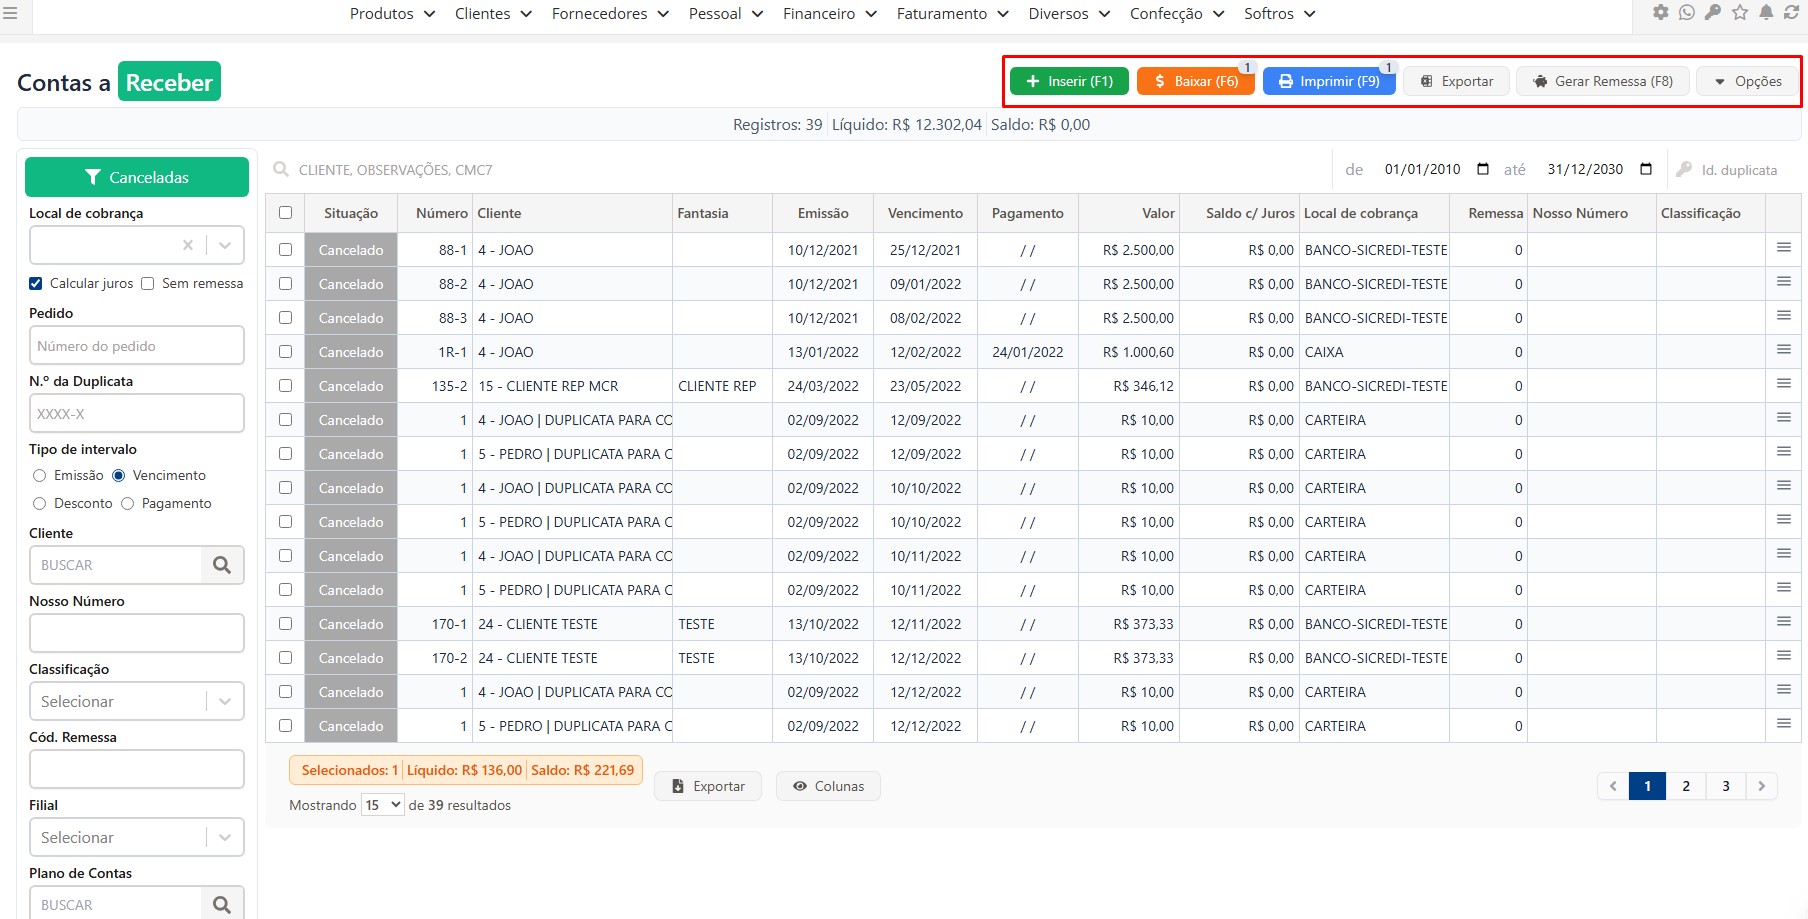 Produtos Clientes Fornecedores Pessoal Financeiro Faturamento Diversos Confecção Softros
Contas a Receber
Inserir (F1) Baixar (F6) 1 Imprimir (F9) 1 Exportar Gerar Remessa (F8) Opções
Registros: 39 Líquido: R$ 12.302,04 Saldo: R$ 0,00
Canceladas
Local de cobrança
Calcular juros Sem remessa
Pedido
Número do pedido
N.º da Duplicata
XXXX-X
Tipo de intervalo
Emissão Vencimento
Desconto Pagamento
Cliente
BUSCAR
Nosso Número
Classificação
Selecionar
Cód. Remessa
Filial
Selecionar
Plano de Contas
BUSCAR
CLIENTE, OBSERVAÇÕES, CMC7 de 01/01/2010 até 31/12/2030 Id. duplicata
Situação Número Cliente Fantasia Emissão Vencimento Pagamento Valor Saldo c/ Juros Local de cobrança Remessa Nosso Número Classificação
Cancelado 88-1 4 - JOAO 10/12/2021 25/12/2021 / / R$ 2.500,00 R$ 0,00 BANCO-SICREDI-TESTE 0
Cancelado 88-2 4 - JOAO 10/12/2021 09/01/2022 / / R$ 2.500,00 R$ 0,00 BANCO-SICREDI-TESTE 0
Cancelado 88-3 4 - JOAO 10/12/2021 08/02/2022 / / R$ 2.500,00 R$ 0,00 BANCO-SICREDI-TESTE 0
Cancelado 1R-1 4 - JOAO 13/01/2022 12/02/2022 24/01/2022 R$ 1.000,60 R$ 0,00 CAIXA 0
Cancelado 135-2 15 - CLIENTE REP MCR CLIENTE REP 24/03/2022 23/05/2022 / / R$ 346,12 R$ 0,00 BANCO-SICREDI-TESTE 0
Cancelado 1 4 - JOAO | DUPLICATA PARA CO 02/09/2022 12/09/2022 / / R$ 10,00 R$ 0,00 CARTEIRA 0
Cancelado 1 5 - PEDRO | DUPLICATA PARA C 02/09/2022 12/09/2022 / / R$ 10,00 R$ 0,00 CARTEIRA 0
Cancelado 1 4 - JOAO | DUPLICATA PARA CO 02/09/2022 10/10/2022 / / R$ 10,00 R$ 0,00 CARTEIRA 0
Cancelado 1 5 - PEDRO | DUPLICATA PARA C 02/09/2022 10/10/2022 / / R$ 10,00 R$ 0,00 CARTEIRA 0
Cancelado 1 4 - JOAO | DUPLICATA PARA CO 02/09/2022 10/11/2022 / / R$ 10,00 R$ 0,00 CARTEIRA 0
Cancelado 1 5 - PEDRO | DUPLICATA PARA C 02/09/2022 10/11/2022 / / R$ 10,00 R$ 0,00 CARTEIRA 0
Cancelado 170-1 24 - CLIENTE TESTE TESTE 13/10/2022 12/11/2022 / / R$ 373,33 R$ 0,00 BANCO-SICREDI-TESTE 0
Cancelado 170-2 24 - CLIENTE TESTE TESTE 13/10/2022 12/12/2022 / / R$ 373,33 R$ 0,00 BANCO-SICREDI-TESTE 0
Cancelado 1 4 - JOAO | DUPLICATA PARA CO 02/09/2022 12/12/2022 / / R$ 10,00 R$ 0,00 CARTEIRA 0
Cancelado 1 5 - PEDRO | DUPLICATA PARA C 02/09/2022 12/12/2022 / / R$ 10,00 R$ 0,00 CARTEIRA 0
Selecionados: 1 Líquido: R$ 136,00 Saldo: R$ 221,69
Exportar Colunas 1 2 3
Mostrando 15 de 39 resultados